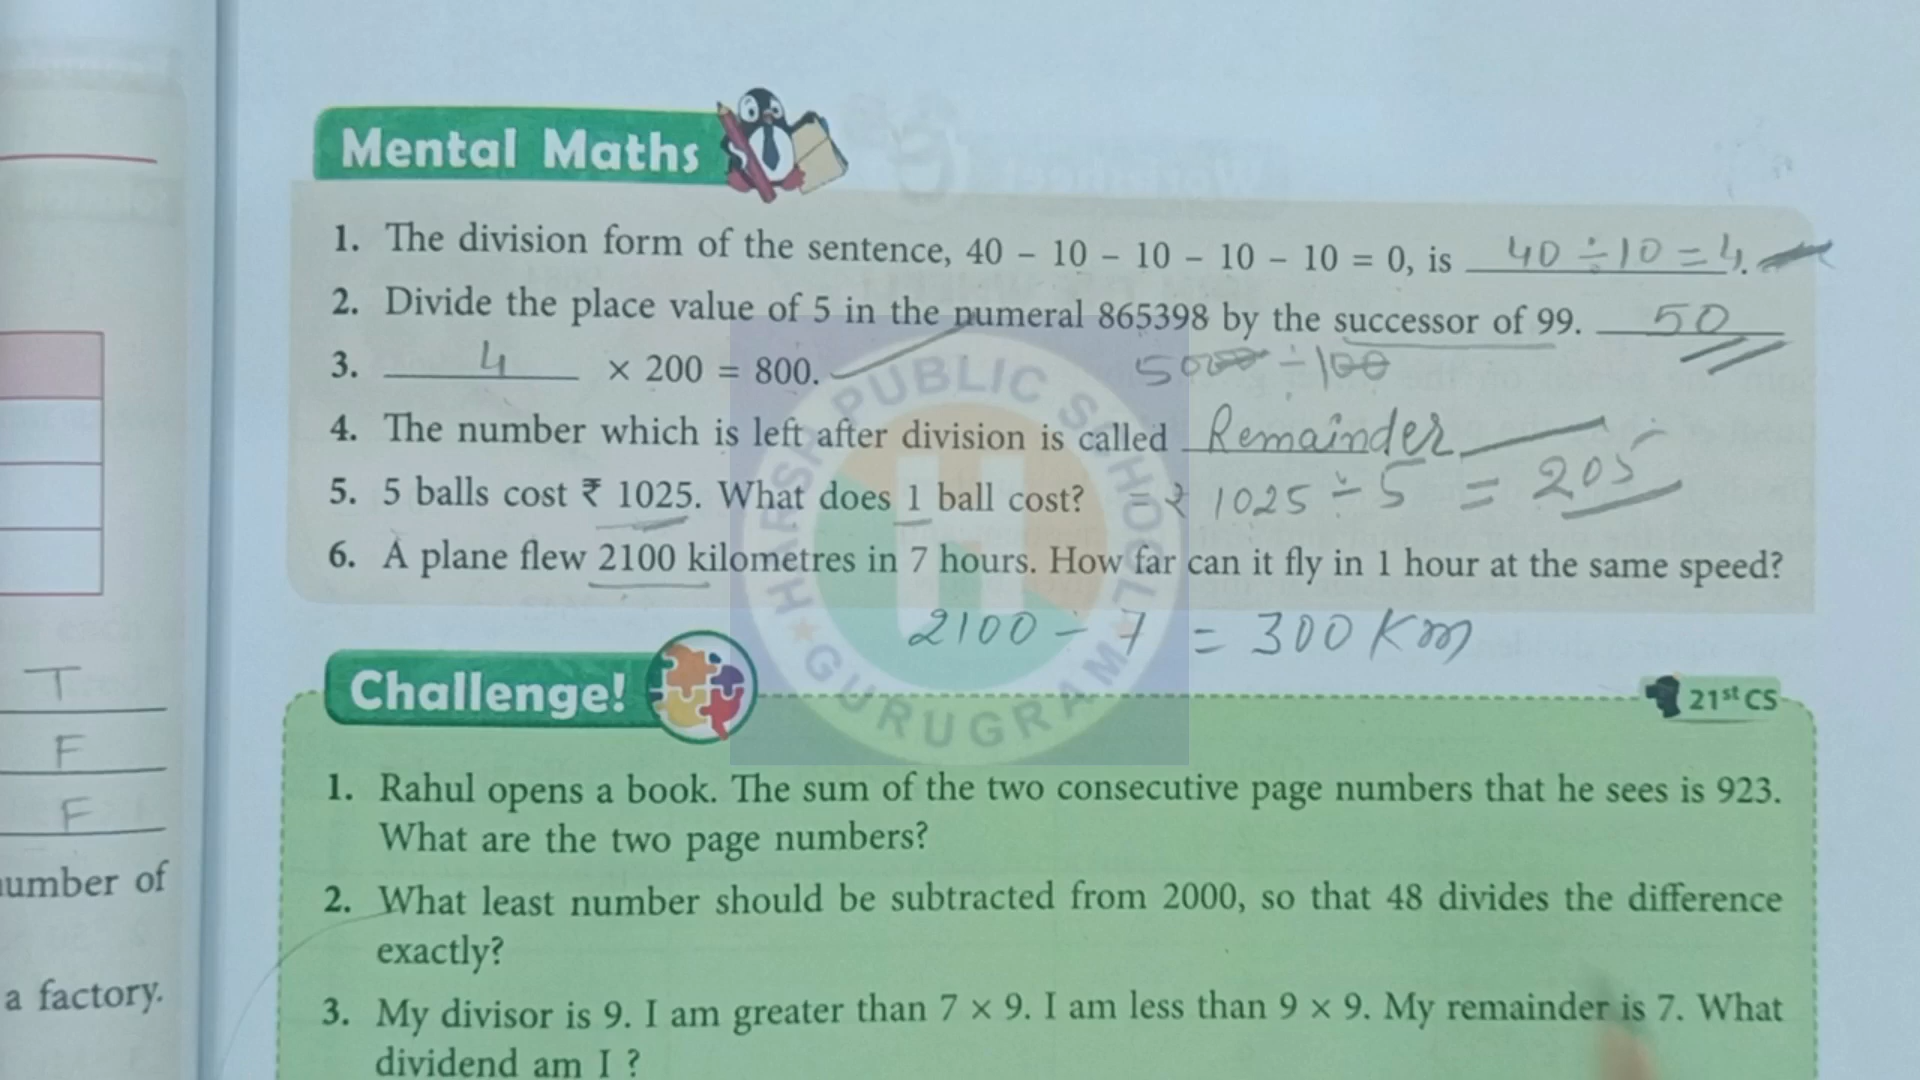 Mental Maths
1. The division form of the sentence, 40 – 10 – 10 – 10 – 10 = 0, is 40 ÷ 10 = 4.
2. Divide the place value of 5 in the numeral 865398 by the successor of 99. 50
5000 ÷ 100
3. 4 × 200 = 800.
4. The number which is left after division is called Remainder
5. 5 balls cost ₹ 1025. What does 1 ball cost? = ₹ 1025 ÷ 5 = 205
6. A plane flew 2100 kilometres in 7 hours. How far can it fly in 1 hour at the same speed?
2100 ÷ 7 = 300 Km
HARSH PUBLIC SCHOOL GURUGRAM
H
Challenge!
21st CS
1. Rahul opens a book. The sum of the two consecutive page numbers that he sees is 923.
What are the two page numbers?
2. What least number should be subtracted from 2000, so that 48 divides the difference
exactly?
3. My divisor is 9. I am greater than 7 × 9. I am less than 9 × 9. My remainder is 7. What
dividend am I ?
T
F
F
number of
a factory.